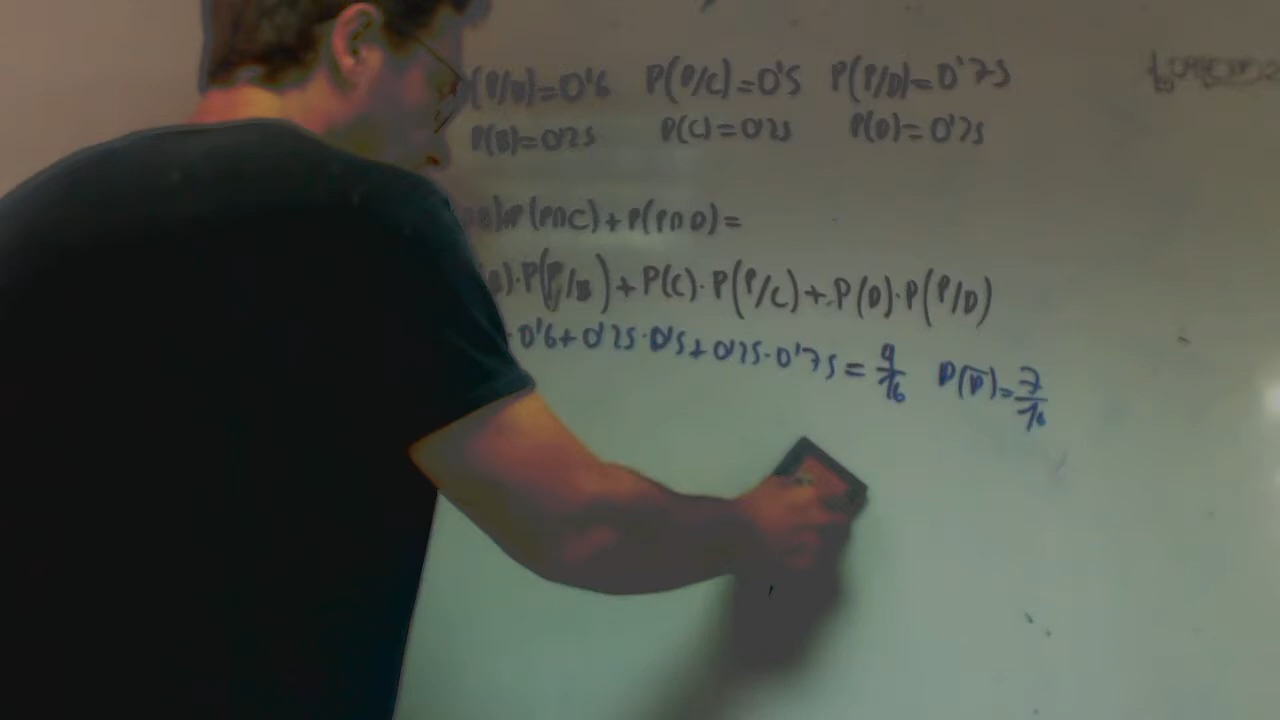 (P/B)=0'6 P(P/C)=0'5 P(P/D)=0'75
P(B)=0'25 P(C)=0'25 P(D)=0'25
P(P∩C)+P(P∩D)=
)·P(P/B)+P(C)·P(P/C)+P(D)·P(P/D)
·0'6+0'25·0'5+0'25·0'75=9/16 P(P̅)=7/16